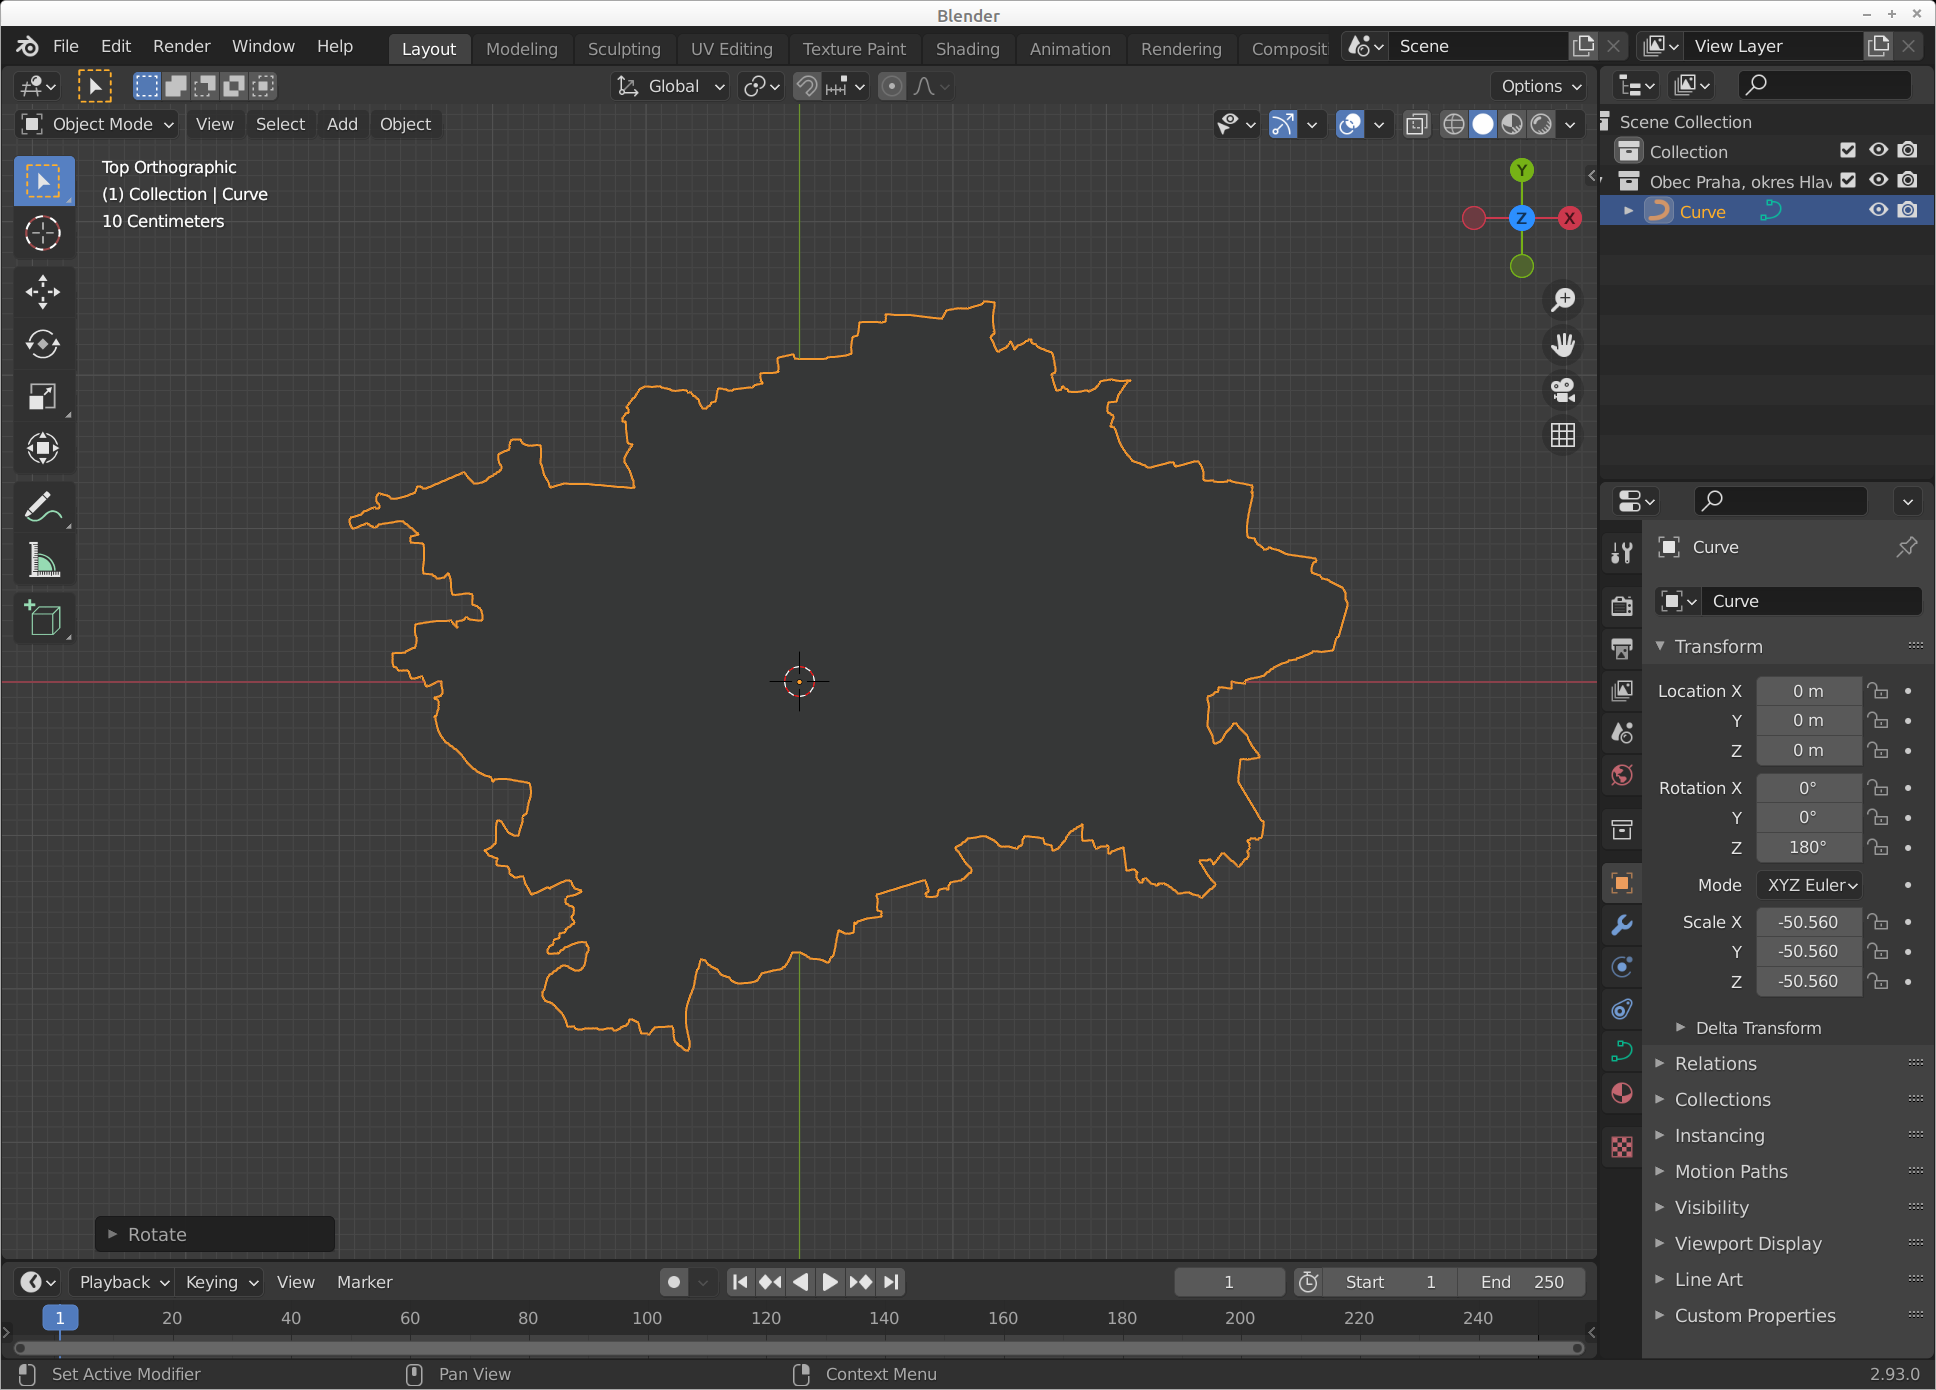 Blender
File Edit Render Window Help Layout Modeling Sculpting UV Editing Texture Paint Shading Animation Rendering Composit Scene View Layer
Global Options
Object Mode View Select Add Object
Top Orthographic
(1) Collection | Curve
10 Centimeters
Y
Z X
Scene Collection
Collection
Obec Praha, okres Hlav
Curve
Curve
Curve
Transform
Location X 0 m
Y 0 m
Z 0 m
Rotation X 0°
Y 0°
Z 180°
Mode XYZ Euler
Scale X -50.560
Y -50.560
Z -50.560
Delta Transform
Relations
Collections
Instancing
Motion Paths
Visibility
Viewport Display
Line Art
Custom Properties
Rotate
Playback Keying View Marker 1 Start 1 End 250
1 20 40 60 80 100 120 140 160 180 200 220 240
Set Active Modifier Pan View Context Menu 2.93.0